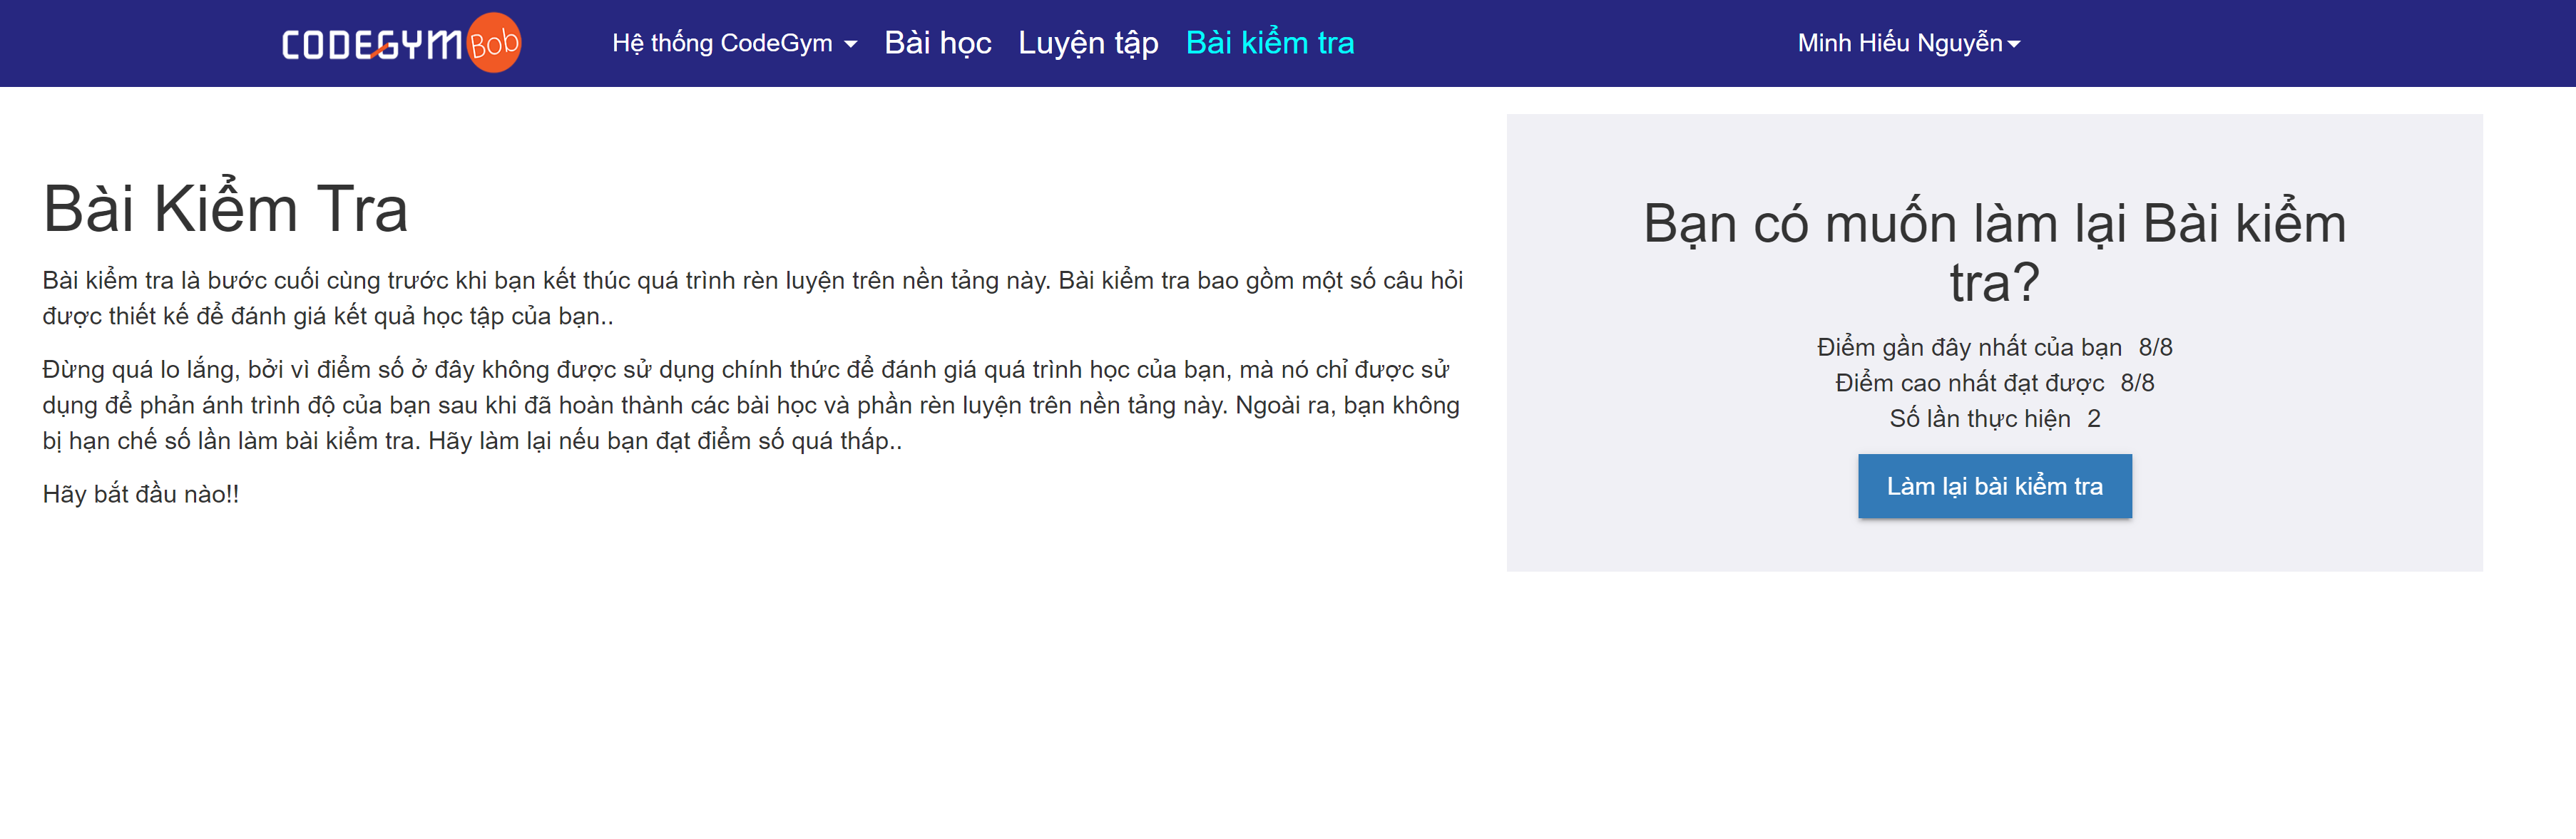 CODEGYM Bob
Hệ thống CodeGym
Bài học
Luyện tập
Bài kiểm tra
Minh Hiếu Nguyễn
Bài Kiểm Tra
Bài kiểm tra là bước cuối cùng trước khi bạn kết thúc quá trình rèn luyện trên nền tảng này. Bài kiểm tra bao gồm một số câu hỏi
được thiết kế để đánh giá kết quả học tập của bạn..
Đừng quá lo lắng, bởi vì điểm số ở đây không được sử dụng chính thức để đánh giá quá trình học của bạn, mà nó chỉ được sử
dụng để phản ánh trình độ của bạn sau khi đã hoàn thành các bài học và phần rèn luyện trên nền tảng này. Ngoài ra, bạn không
bị hạn chế số lần làm bài kiểm tra. Hãy làm lại nếu bạn đạt điểm số quá thấp..
Hãy bắt đầu nào!!
Bạn có muốn làm lại Bài kiểm
tra?
Điểm gần đây nhất của bạn 8/8
Điểm cao nhất đạt được 8/8
Số lần thực hiện 2
Làm lại bài kiểm tra